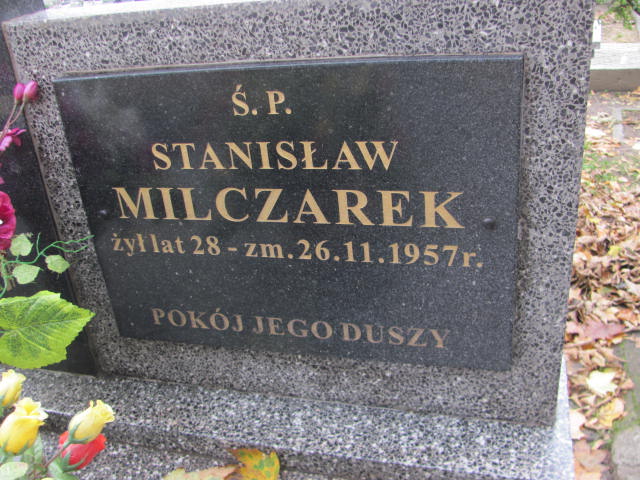 Ś. P.
STANISŁAW
MILCZAREK
żył lat 28 - zm. 26.11.1957 r.
POKÓJ JEGO DUSZY